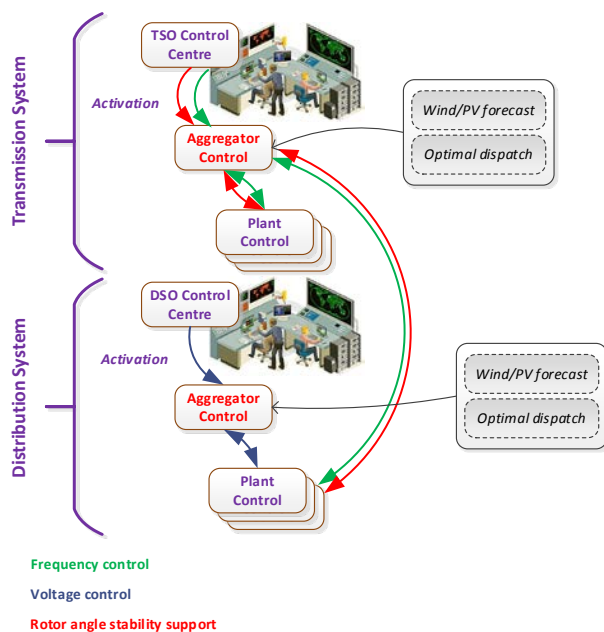 Transmission System
TSO Control
Centre
Activation
Aggregator
Control
Plant
Control
Wind/PV forecast
Optimal dispatch
Distribution System
DSO Control
Centre
Activation
Aggregator
Control
Plant
Control
Wind/PV forecast
Optimal dispatch
Frequency control
Voltage control
Rotor angle stability support